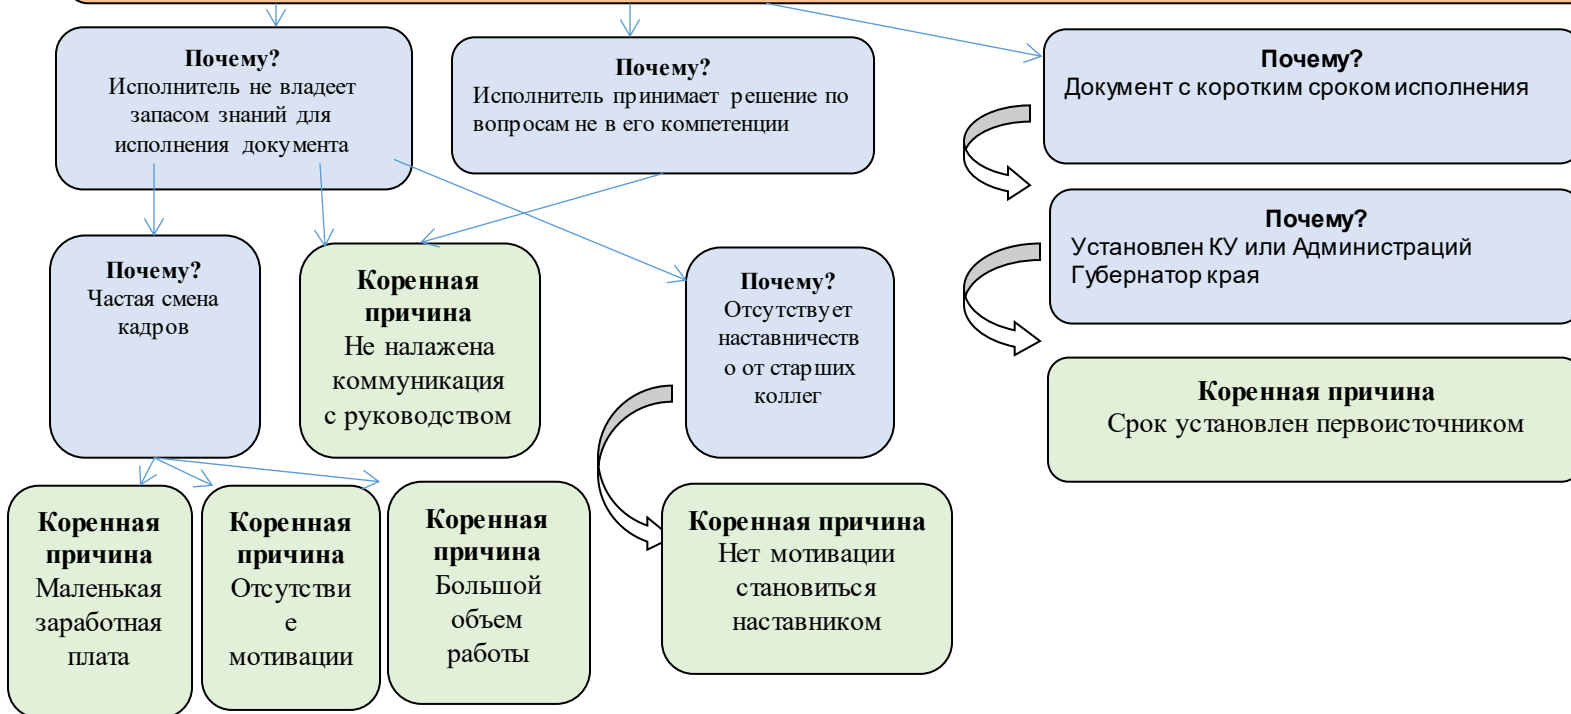 Почему?
Исполнитель не владеет
запасом знаний для
исполнения документа
Почему?
Исполнитель принимает решение по
вопросам не в его компетенции
Почему?
Документ с коротким сроком исполнения
Почему?
Установлен КУ или Администраций
Губернатор края
Почему?
Частая смена
кадров
Коренная
причина
Не налажена
коммуникация
с руководством
Почему?
Отсутствует
наставничеств
о от старших
коллег
Коренная причина
Срок установлен первоисточником
Коренная
причина
Маленькая
заработная
плата
Коренная
причина
Отсутстви
е
мотивации
Коренная
причина
Большой
объем
работы
Коренная причина
Нет мотивации
становиться
наставником